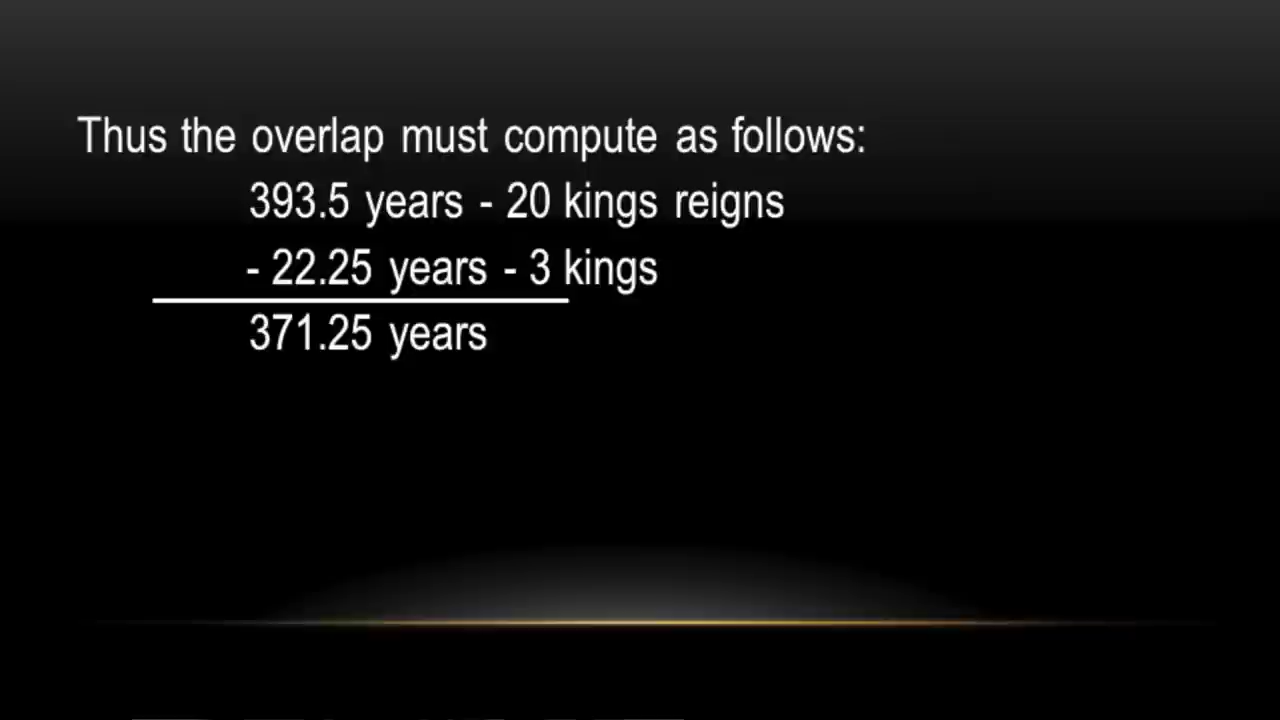 Thus the overlap must compute as follows:
393.5 years - 20 kings reigns
- 22.25 years - 3 kings
371.25 years